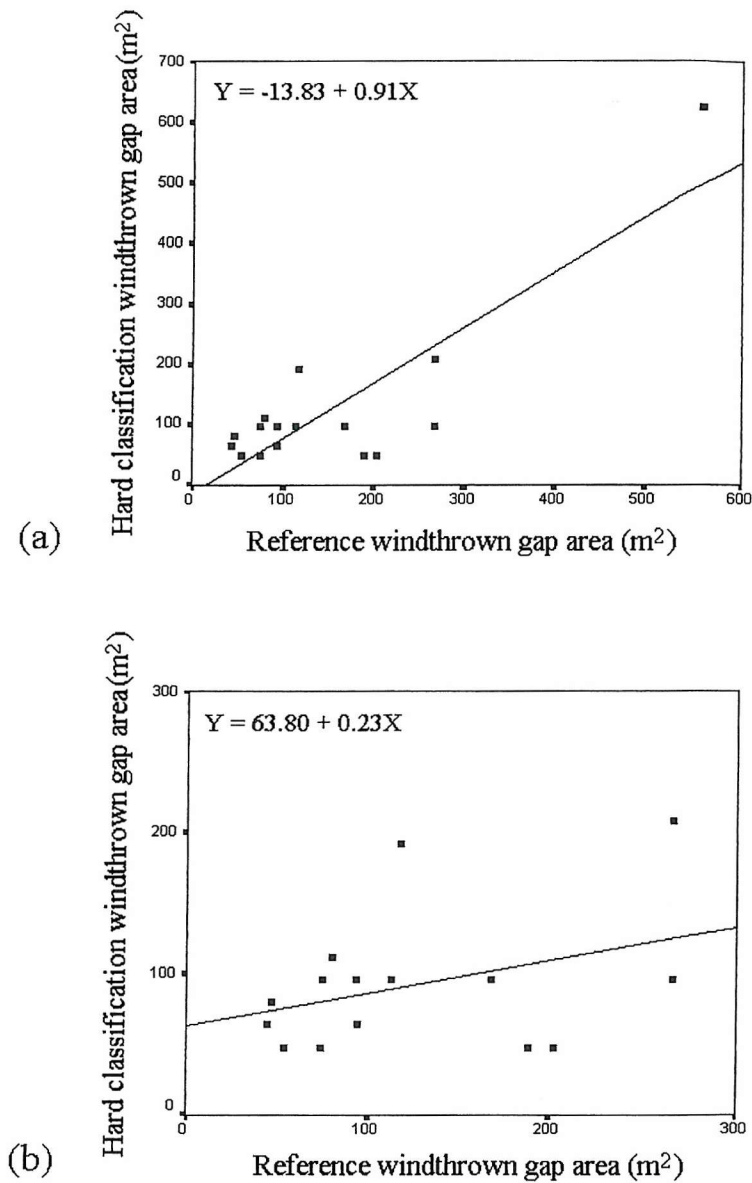 Hard classification windthrown gap area(m²)
700
600
500
400
300
200
100
0
Y = -13.83 + 0.91X
0
100
200
300
400
500
600
(a)
Reference windthrown gap area (m²)
Hard classification windthrown gap area(m²)
300
200
100
0
Y = 63.80 + 0.23X
0
100
200
300
(b)
Reference windthrown gap area (m²)